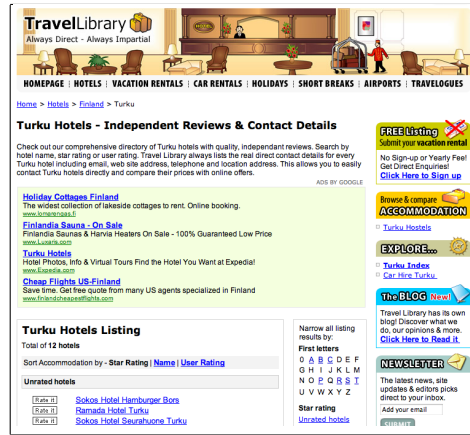 TravelLibrary
Always Direct - Always Impartial
HOTEL
HOMEPAGE | HOTELS | VACATION RENTALS | CAR RENTALS | HOLIDAYS | SHORT BREAKS | AIRPORTS | TRAVELOGUES
Home > Hotels > Finland > Turku
Turku Hotels - Independent Reviews & Contact Details
Check out our comprehensive directory of Turku hotels with quality, independant reviews. Search by
hotel name, star rating or user rating. Travel Library always lists the real direct contact details for every
Turku hotel including email, web site address, telephone and location address. This allows you to easily
contact Turku hotels directly and compare their prices with online offers.
ADS BY GOOGLE
Holiday Cottages Finland
The widest collection of lakeside cottages to rent. Online booking.
www.lomarengas.fi
Finlandia Sauna - On Sale
Finlandia Saunas & Harvia Heaters On Sale - 100% Guaranteed Low Price
www.Luxaris.com
Turku Hotels
Hotel Photos, Info & Virtual Tours Find the Hotel You Want at Expedia!
www.Expedia.com
Cheap Flights US-Finland
Save time. Get free quote from many US agents specialized in Finland
www.finlandcheapestflights.com
Turku Hotels Listing
Total of 12 hotels
Sort Accommodation by - Star Rating | Name | User Rating
Unrated hotels
Rate it Sokos Hotel Hamburger Bors
Rate it Ramada Hotel Turku
Rate it Sokos Hotel Seurahuone Turku
Narrow all listing
results by:
First letters
0 A B C D E F
G H I J K L M
N O P Q R S T
U V W X Y Z
Star rating
Unrated hotels
FREE Listing
Submit your vacation rental
No Sign-up or Yearly Fee!
Get Direct Enquiries!
Click Here to Sign up
Browse & compare
ACCOMMODATION
Turku Hostels
EXPLORE...
Turku Index
Car Hire Turku
The BLOG New!
Travel Library has its own
blog! Discover what we
do, our opinions & more.
Click Here to Read it
NEWSLETTER
The latest news, site
updates & editors picks
direct to your inbox.
Add your email
SUBMIT